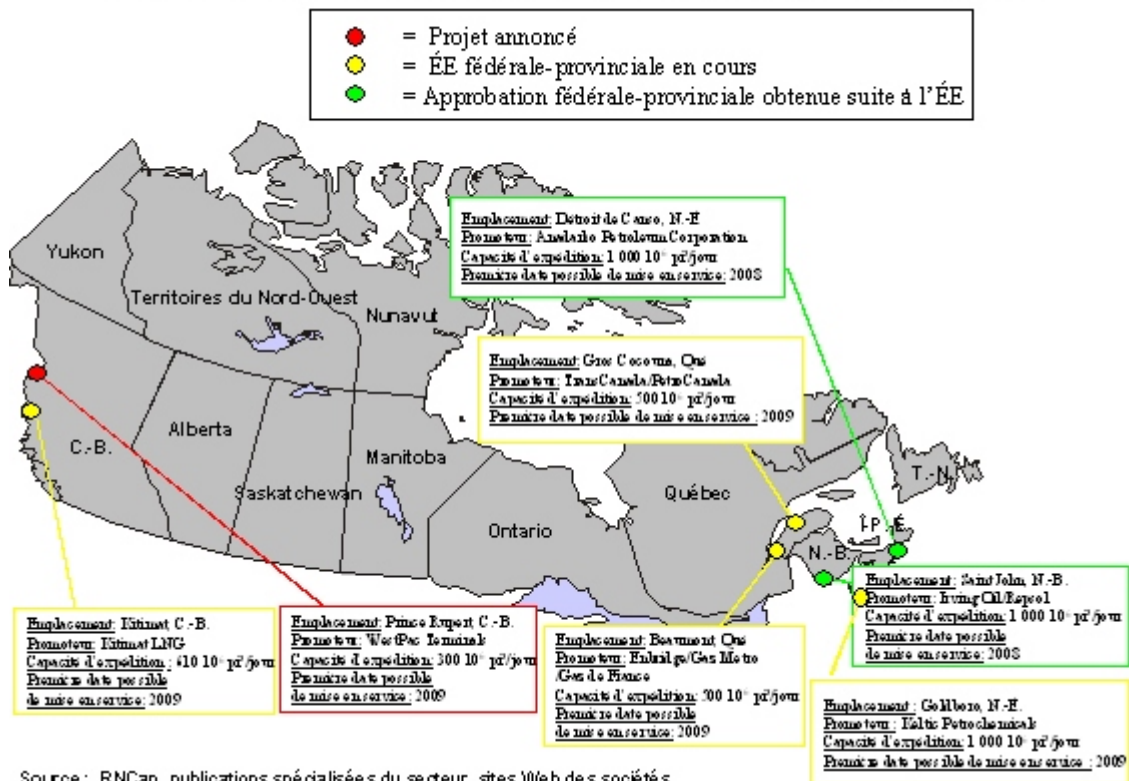 = Projet annoncé
= ÉE fédérale-provinciale en cours
= Approbation fédérale-provinciale obtenue suite à l'ÉE
Emplacement: Détroit de Canso, N.-É
Promoteur: Anadarko Petroleum Corporation
Capacité d'expédition: 1 000 10⁶ pi³/jour
Première date possible de mise en service: 2008
Yukon
Territoires du Nord-Ouest
Nunavut
Emplacement: Gros Cacouna, Qué
Promoteur: TransCanada/PetroCanada
Capacité d'expédition: 500 10⁶ pi³/jour
Première date possible de mise en service: 2009
C.-B.
Alberta
Saskatchewan
Manitoba
Ontario
Québec
T.-N.
Î.-P.-É.
N.-B.
Emplacement: Saint John, N.-B.
Promoteur: Irving Oil/Repsol
Capacité d'expédition: 1 000 10⁶ pi³/jour
Première date possible
de mise en service: 2008
Emplacement: Kitimat, C.-B.
Promoteur: Kitimat LNG
Capacité d'expédition : 610 10⁶ pi³/jour
Première date possible
de mise en service: 2009
Emplacement: Prince Rupert, C.-B.
Promoteur: WestPac Terminals
Capacité d'expédition: 300 10⁶ pi³/jour
Première date possible
de mise en service: 2009
Emplacement: Beaumont, Qué
Promoteur: Enbridge/Gas Metro
/Gas de France
Capacité d'expédition: 500 10⁶ pi³/jour
Première date possible
de mise en service: 2009
Emplacement : Goldboro, N.-É.
Promoteur : Keltic Petrochemicals
Capacité d'expédition: 1 000 10⁶ pi³/jour
Première date possible de mise en service : 2009
Source : RNCan, publications spécialisées du secteur, sites Web des sociétés